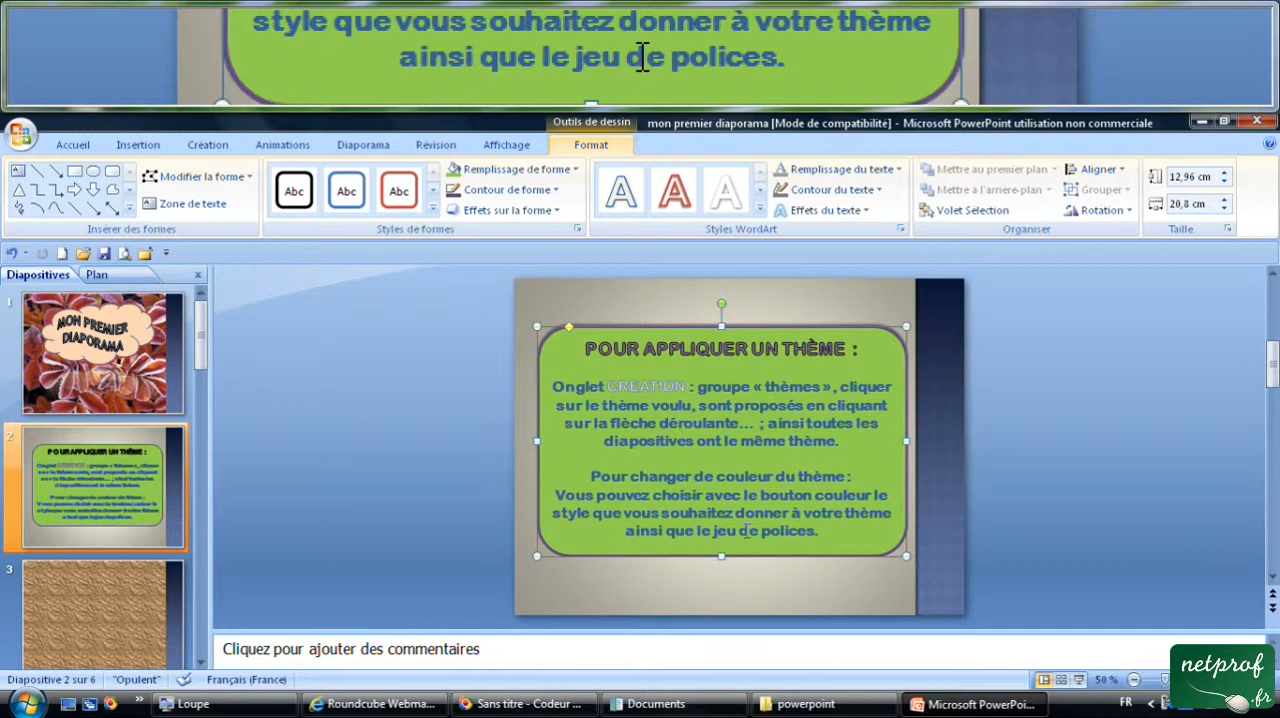 style que vous souhaitez donner à votre thème
ainsi que le jeu de polices.
Outils de dessin
mon premier diaporama [Mode de compatibilité] - Microsoft PowerPoint utilisation non commerciale
Accueil Insertion Création Animations Diaporama Révision Affichage Format
Modifier la forme
Zone de texte
Insérer des formes
Abc Abc Abc
Remplissage de forme
Contour de forme
Effets sur la forme
Styles de formes
A A A
Remplissage du texte
Contour du texte
Effets du texte
Styles WordArt
Mettre au premier plan
Mettre à l'arrière-plan
Volet Sélection
Aligner
Grouper
Rotation
Organiser
12,96 cm
20,8 cm
Taille
Diapositives Plan
1
MON PREMIER
DIAPORAMA
2
POUR APPLIQUER UN THÈME :
3
POUR APPLIQUER UN THÈME :
Onglet CREATION : groupe « thèmes », cliquer
sur le thème voulu, sont proposés en cliquant
sur la flèche déroulante... ; ainsi toutes les
diapositives ont le même thème.
Pour changer de couleur du thème :
Vous pouvez choisir avec le bouton couleur le
style que vous souhaitez donner à votre thème
ainsi que le jeu de polices.
Cliquez pour ajouter des commentaires
Diapositive 2 sur 6 "Opulent" Français (France) 50 %
netprof
.fr
Loupe Roundcube Webma... Sans titre - Codeur ... Documents powerpoint Microsoft PowerPoi... FR